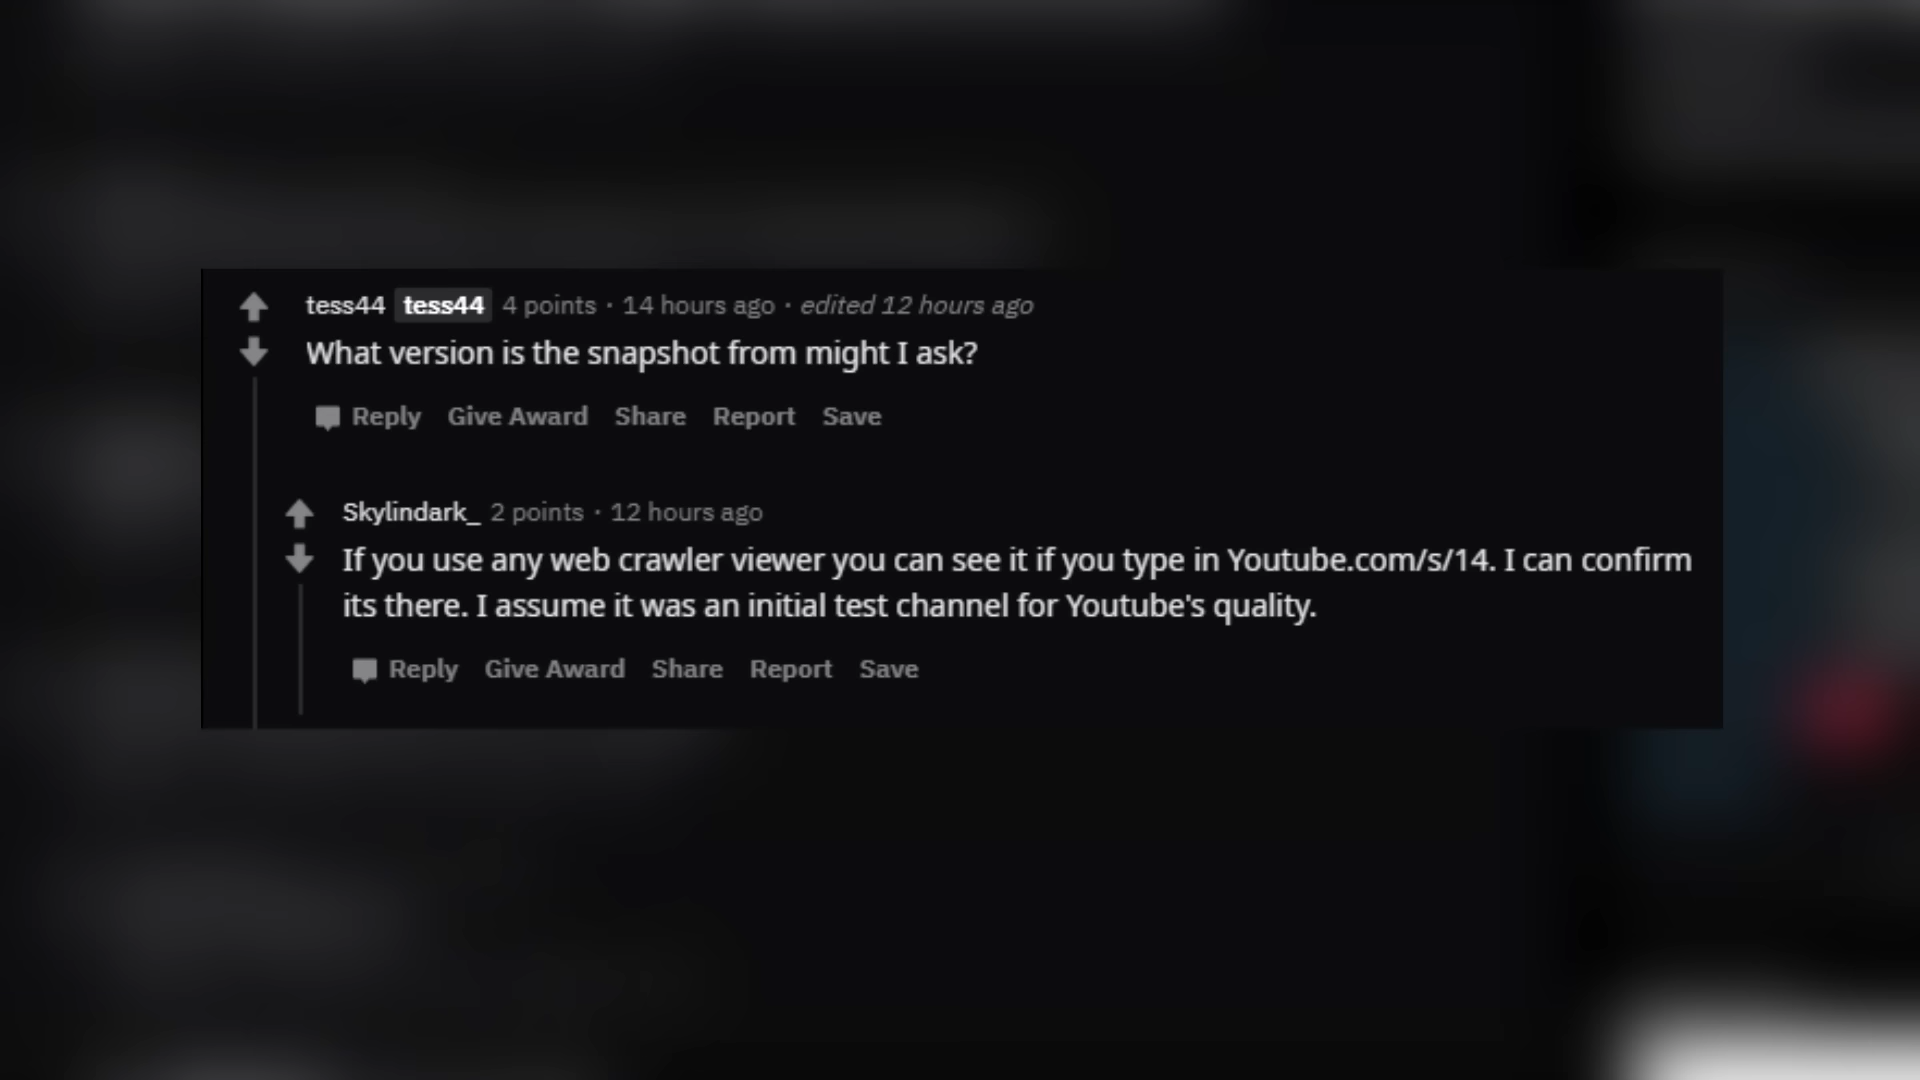 tess44 tess44 4 points · 14 hours ago · edited 12 hours ago
What version is the snapshot from might I ask?
Reply Give Award Share Report Save
Skylindark_ 2 points · 12 hours ago
If you use any web crawler viewer you can see it if you type in Youtube.com/s/14. I can confirm
its there. I assume it was an initial test channel for Youtube's quality.
Reply Give Award Share Report Save